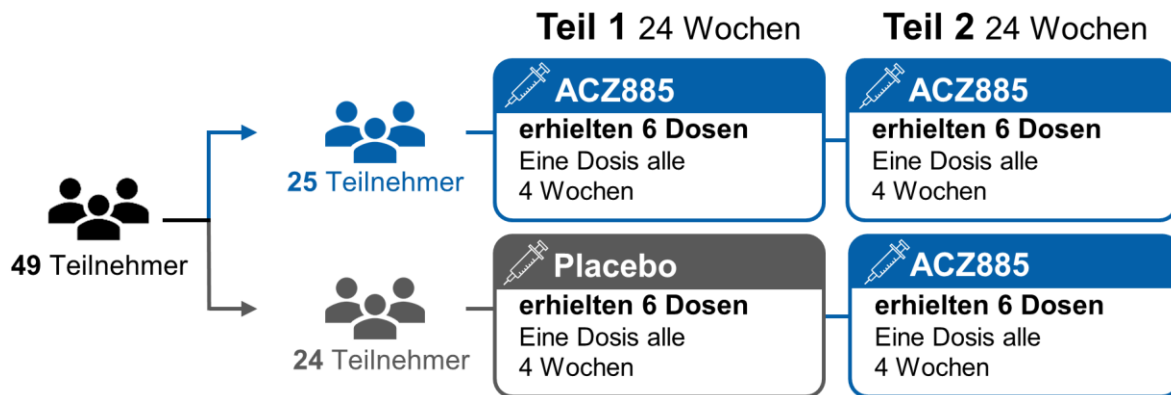 Teil 1 24 Wochen
Teil 2 24 Wochen
ACZ885
erhielten 6 Dosen
Eine Dosis alle
4 Wochen
ACZ885
erhielten 6 Dosen
Eine Dosis alle
4 Wochen
25 Teilnehmer
49 Teilnehmer
Placebo
erhielten 6 Dosen
Eine Dosis alle
4 Wochen
ACZ885
erhielten 6 Dosen
Eine Dosis alle
4 Wochen
24 Teilnehmer